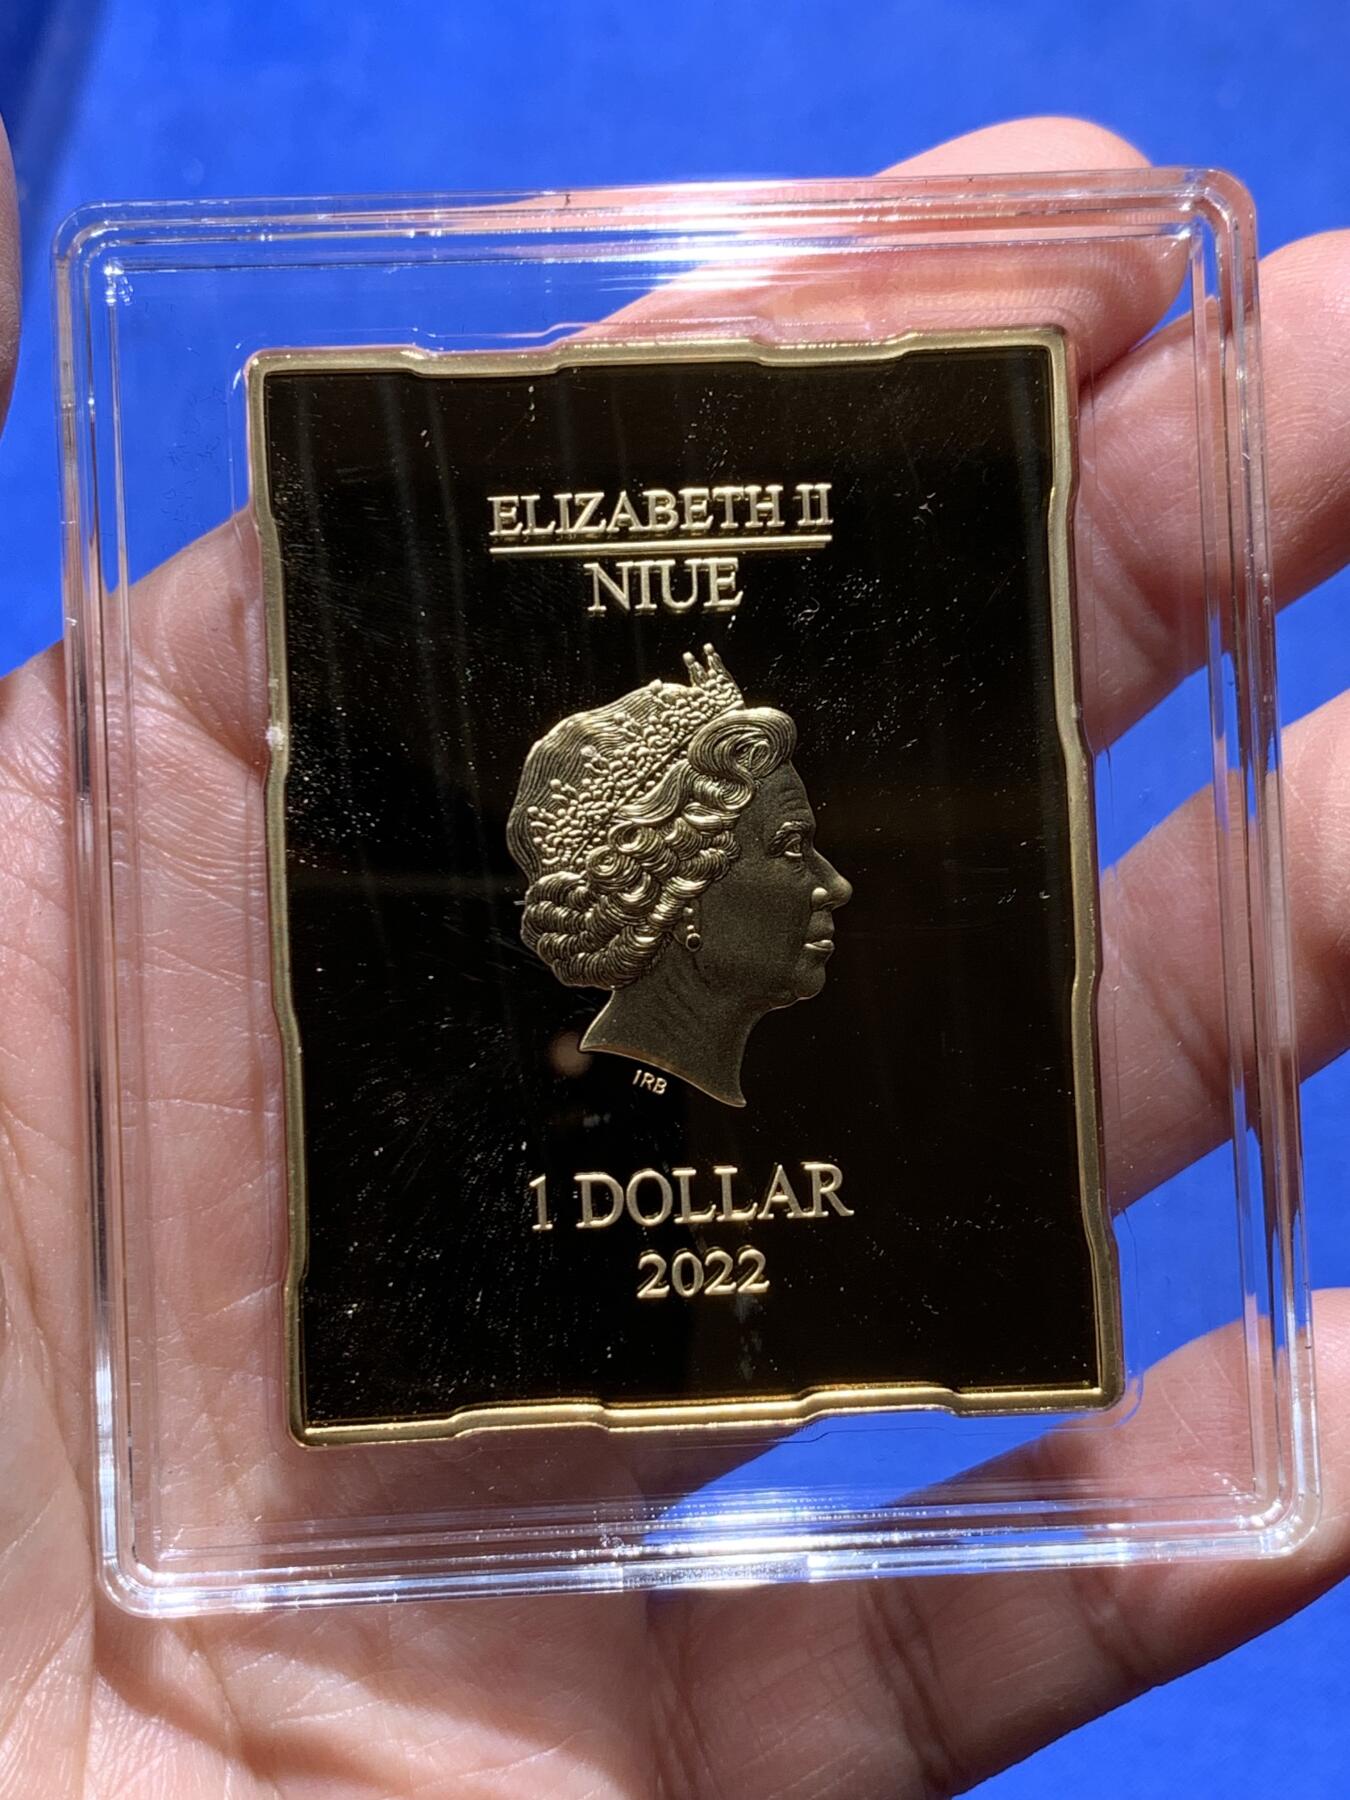 ELIZABETH II
NIUE
IRB
1 DOLLAR
2022